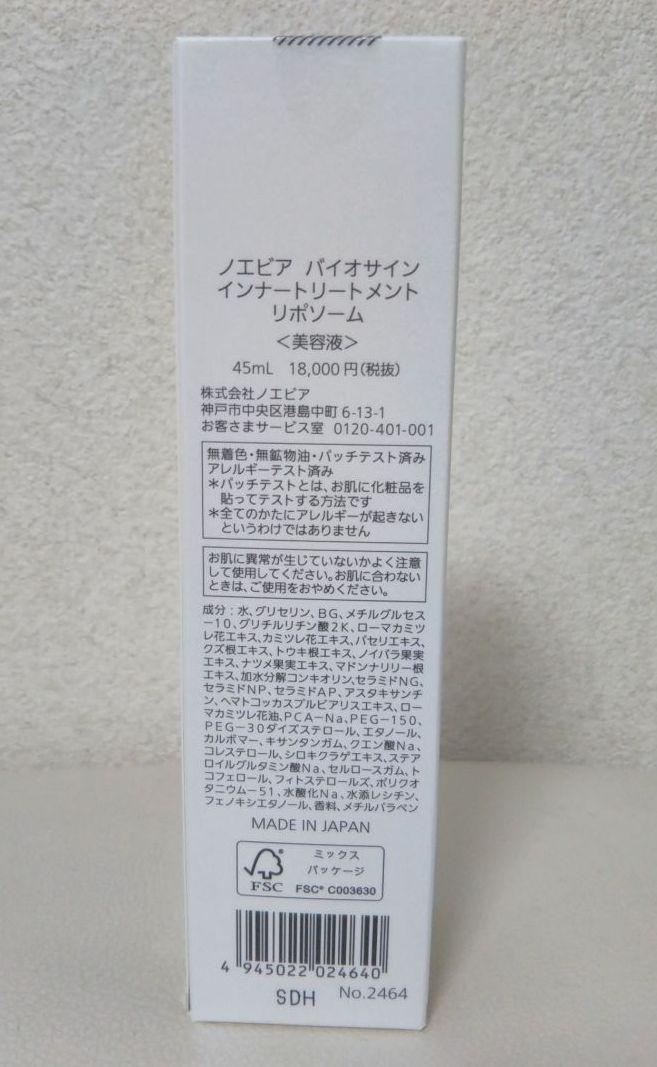 ノエビア バイオサイン
インナートリートメント
リポソーム
＜美容液＞
45mL 18,000円(税抜)
株式会社ノエビア
神戸市中央区港島中町 6-13-1
お客さまサービス室 0120-401-001
無着色・無鉱物油・パッチテスト済み
アレルギーテスト済み
＊パッチテストとは、お肌に化粧品を
貼ってテストする方法です
＊全てのかたにアレルギーが起きない
というわけではありません
お肌に異常が生じていないかよく注意
して使用してください。お肌に合わない
ときは、ご使用をおやめください。
成分：水、グリセリン、BG、メチルグルセス
－10、グリチルリチン酸2K、ローマカミツ
レ花エキス、カミツレ花エキス、パセリエキス、
クズ根エキス、トウキ根エキス、ノイバラ果実
エキス、ナツメ果実エキス、マドンナリリー根
エキス、加水分解コンキオリン、セラミドNG、
セラミドNP、セラミドAP、アスタキサンチ
ン、ヘマトコッカスプルビアリスエキス、ロー
マカミツレ花油、PCA－Na、PEG－150、
PEG－30ダイズステロール、エタノール、
カルボマー、キサンタンガム、クエン酸Na、
コレステロール、シロキクラゲエキス、ステア
ロイルグルタミン酸Na、セルロースガム、ト
コフェロール、フィトステロールズ、ポリクオ
タニウム－51、水酸化Na、水添レシチン、
フェノキシエタノール、香料、メチルパラベン
MADE IN JAPAN
ミックス
パッケージ
FSC FSC® C003630
4 945022 024640
SDH No.2464